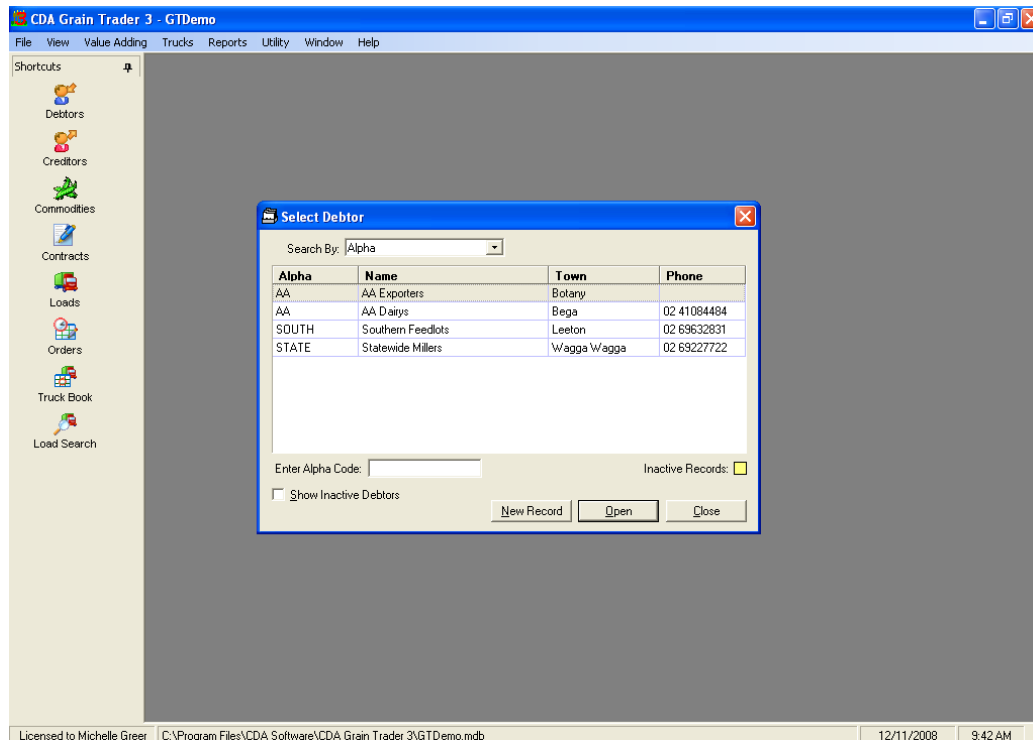 CDA Grain Trader 3 - GTDemo
File View Value Adding Trucks Reports Utility Window Help
Shortcuts
Debtors
Creditors
Commodities
Contracts
Loads
Orders
Truck Book
Load Search
Select Debtor
Search By: Alpha
Alpha Name Town Phone
AA AA Exporters Botany
AA AA Dairys Bega 02 41084484
SOUTH Southern Feedlots Leeton 02 69632831
STATE Statewide Millers Wagga Wagga 02 69227722
Enter Alpha Code: Inactive Records:
Show Inactive Debtors
New Record Open Close
Licensed to Michelle Greer C:\Program Files\CDA Software\CDA Grain Trader 3\GTDemo.mdb 12/11/2008 9:42 AM